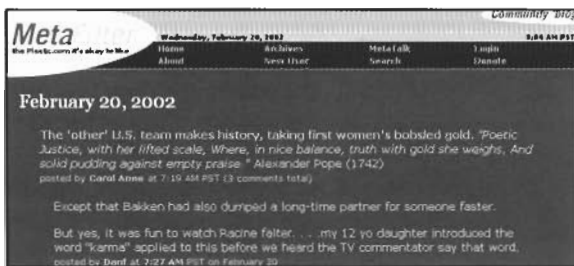 Community Blog
MetaFilter
the Plastic.com it's okay to like
Wednesday, February 20, 2002
Home Archives MetaTalk Login
About New User Search Donate
February 20, 2002
The 'other' U.S. team makes history, taking first women's bobsled gold. "Poetic
Justice, with her lifted scale, Where, in nice balance, truth with gold she weighs, And
solid pudding against empty praise " Alexander Pope (1742)
posted by Carol Anne at 7:19 AM PST (3 comments total)
Except that Bakken had also dumped a long-time partner for someone faster.
But yes, it was fun to watch Racine falter. . . .my 12 yo daughter introduced the
word "karma" applied to this before we heard the TV commentator say that word.
posted by Danf at 7:27 AM PST on February 20